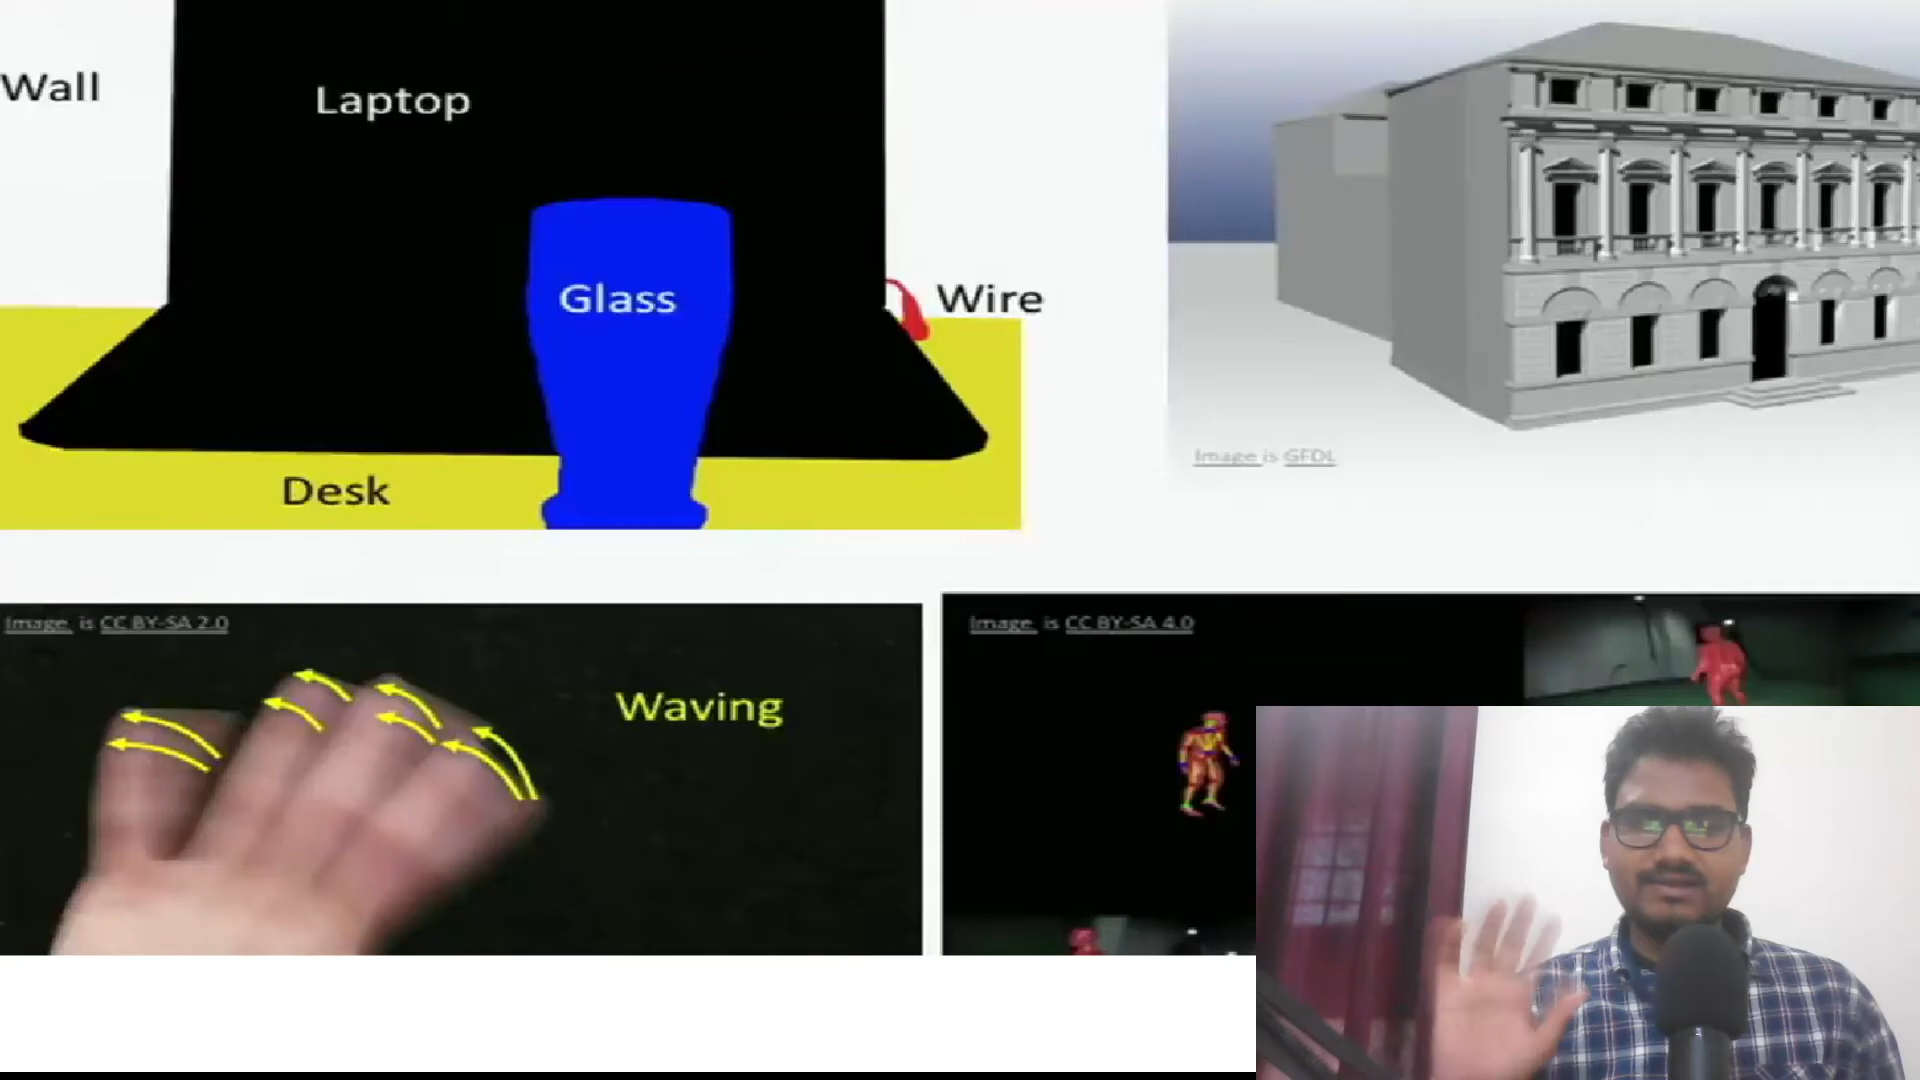 Wall
Laptop
Glass
Wire
Desk
Image is GFDL
Image is CC BY-SA 2.0
Waving
Image is CC BY-SA 4.0